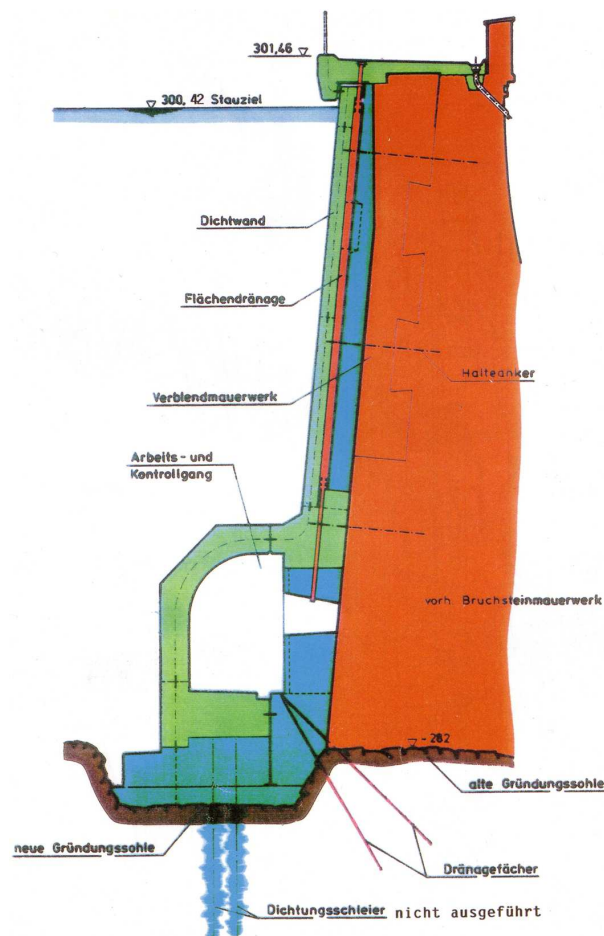 301,46
300, 42 Stauziel
Dichtwand
Flächendränage
Halteanker
Verblendmauerwerk
Arbeits- und
Kontrollgang
vorh. Bruchsteinmauerwerk
~282
alte Gründungssohle
neue Gründungssohle
Dränagefächer
Dichtungsschleier nicht ausgeführt